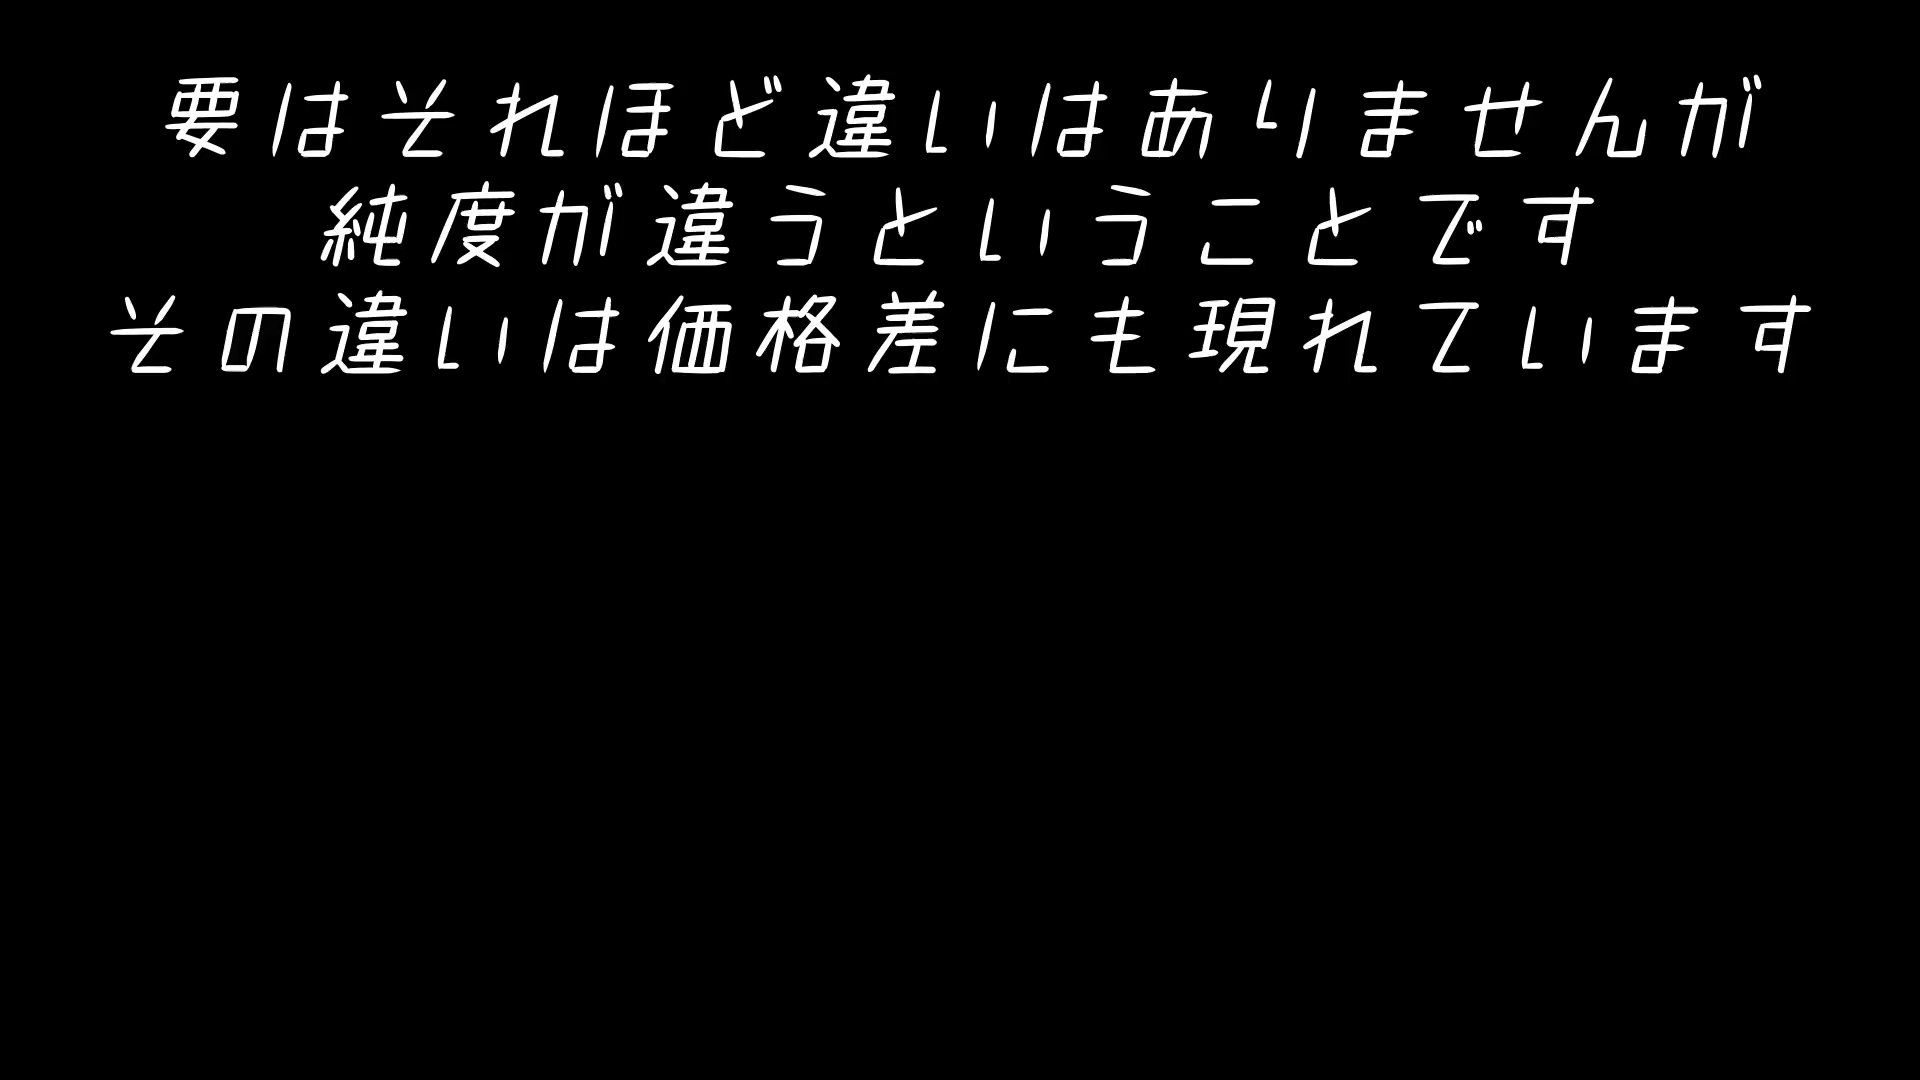 要はそれほど違いはありませんが
純度が違うということです
その違いは価格差にも現れています